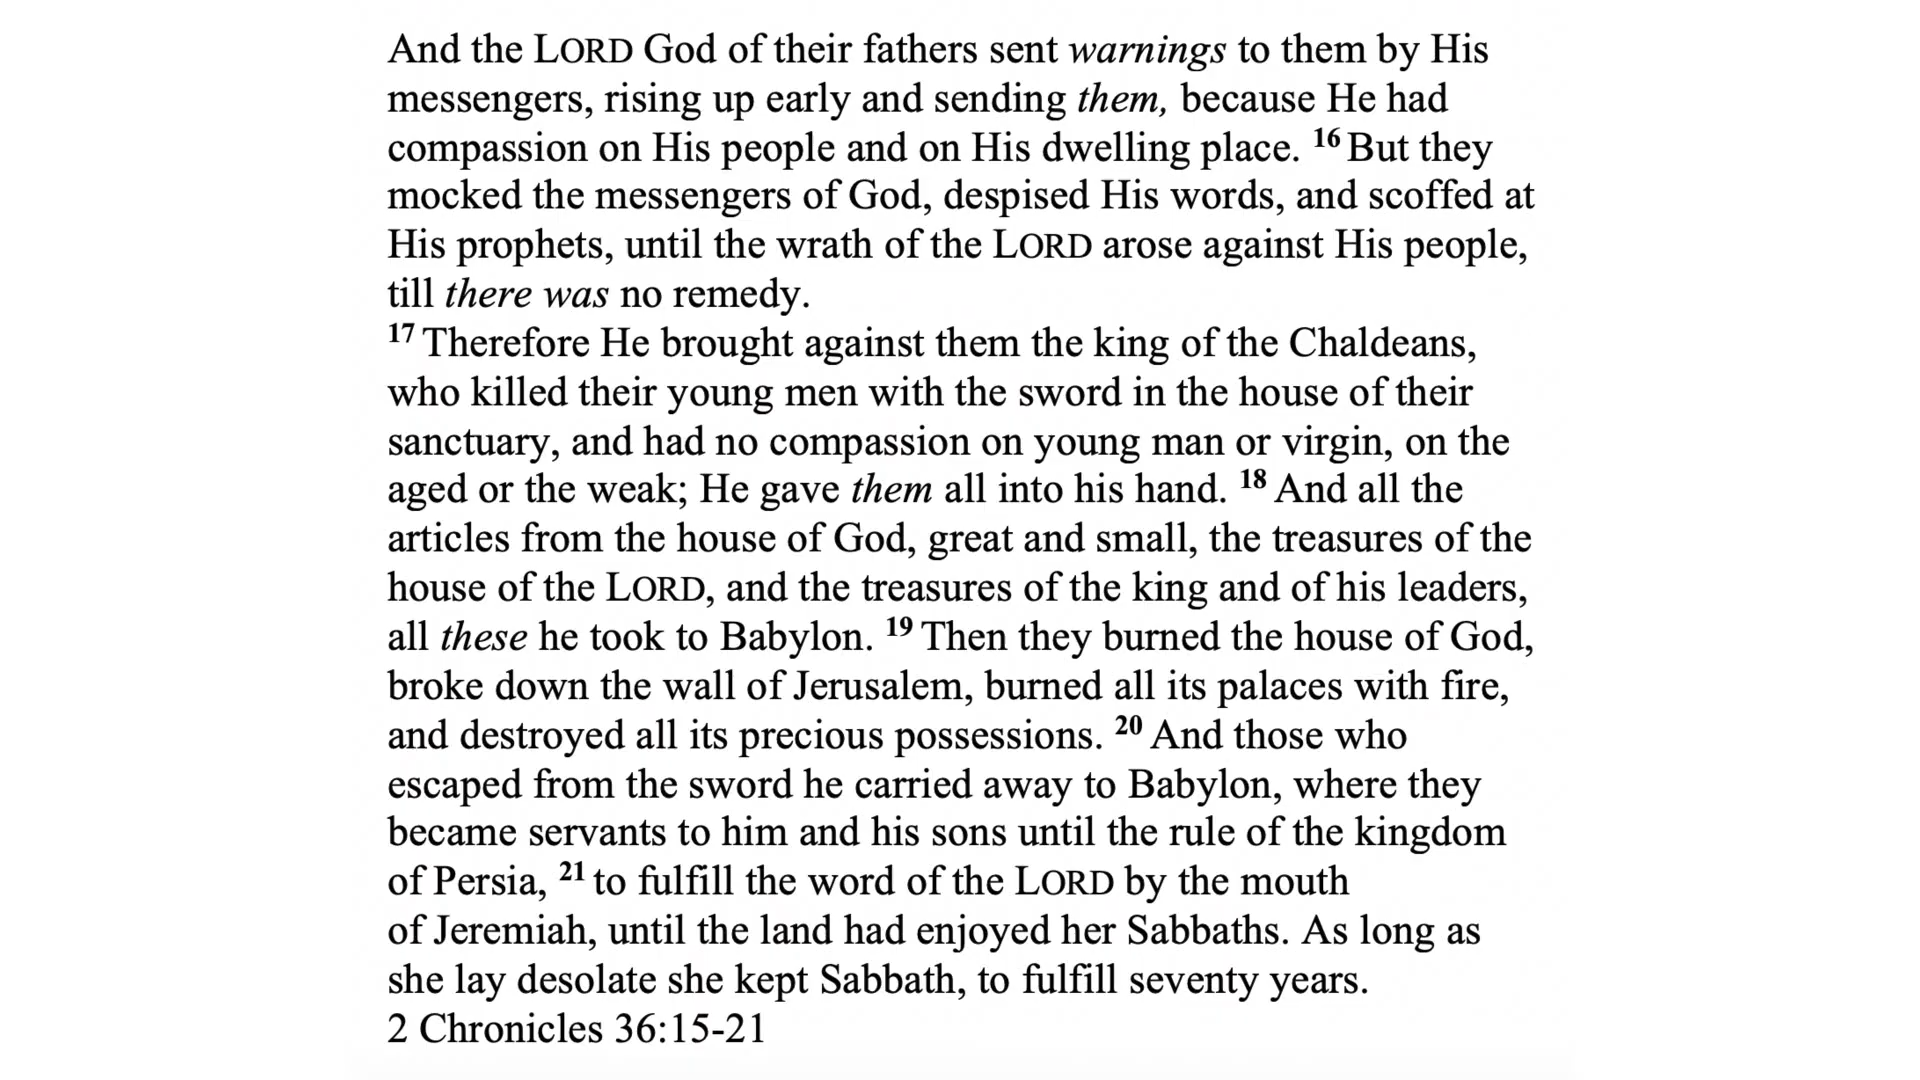 And the LORD God of their fathers sent warnings to them by His
messengers, rising up early and sending them, because He had
compassion on His people and on His dwelling place. 16 But they
mocked the messengers of God, despised His words, and scoffed at
His prophets, until the wrath of the LORD arose against His people,
till there was no remedy.
17 Therefore He brought against them the king of the Chaldeans,
who killed their young men with the sword in the house of their
sanctuary, and had no compassion on young man or virgin, on the
aged or the weak; He gave them all into his hand. 18 And all the
articles from the house of God, great and small, the treasures of the
house of the LORD, and the treasures of the king and of his leaders,
all these he took to Babylon. 19 Then they burned the house of God,
broke down the wall of Jerusalem, burned all its palaces with fire,
and destroyed all its precious possessions. 20 And those who
escaped from the sword he carried away to Babylon, where they
became servants to him and his sons until the rule of the kingdom
of Persia, 21 to fulfill the word of the LORD by the mouth
of Jeremiah, until the land had enjoyed her Sabbaths. As long as
she lay desolate she kept Sabbath, to fulfill seventy years.
2 Chronicles 36:15-21